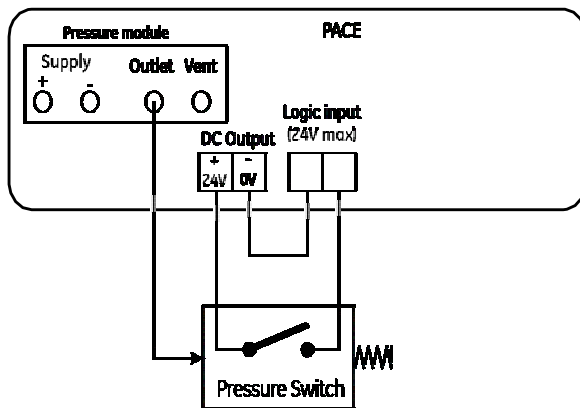 Pressure module
PACE
Supply
Outlet
Vent
+
-
Logic input
(24V max)
DC Output
+
-
24V
0V
Pressure Switch